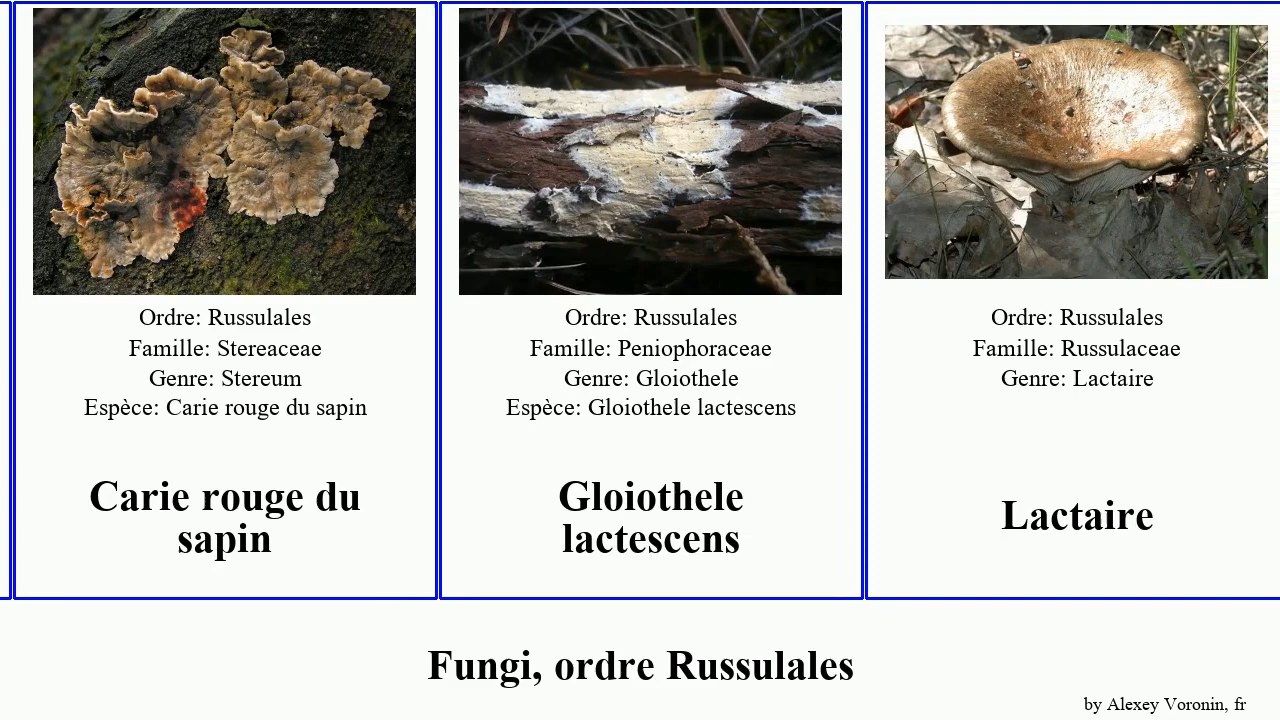 Ordre: Russulales
Famille: Stereaceae
Genre: Stereum
Espèce: Carie rouge du sapin
Carie rouge du
sapin
Ordre: Russulales
Famille: Peniophoraceae
Genre: Gloiothele
Espèce: Gloiothele lactescens
Gloiothele
lactescens
Ordre: Russulales
Famille: Russulaceae
Genre: Lactaire
Lactaire
Fungi, ordre Russulales
by Alexey Voronin, fr